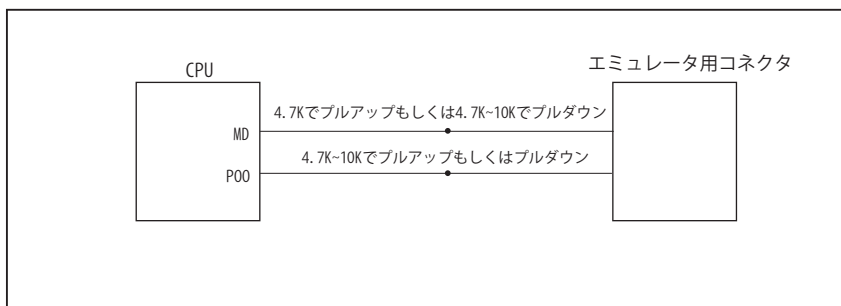 CPU
エミュレータ用コネクタ
4.7Kでプルアップもしくは4.7K~10Kでプルダウン
MD
4.7K~10Kでプルアップもしくはプルダウン
POO